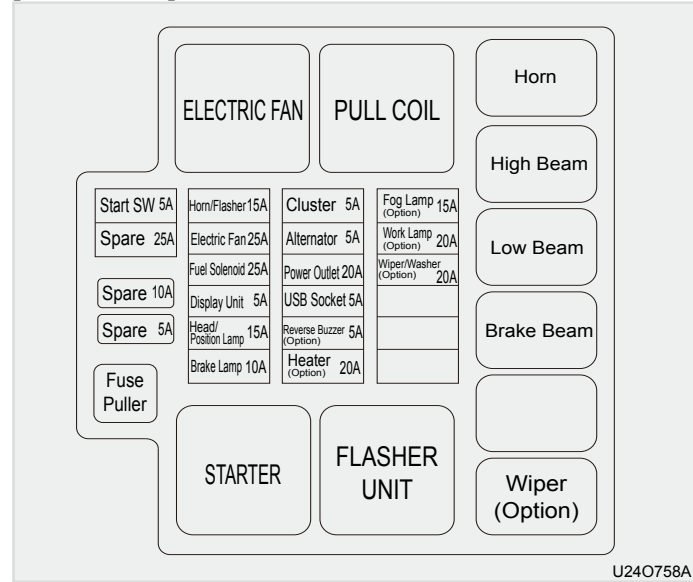 ELECTRIC FAN
PULL COIL
Horn
High Beam
Low Beam
Brake Beam
Wiper
(Option)
Start SW 5A
Spare 25A
Spare 10A
Spare 5A
Fuse
Puller
Horn/Flasher 15A
Electric Fan 25A
Fuel Solenoid 25A
Display Unit 5A
Head/
Position Lamp 15A
Brake Lamp 10A
Cluster 5A
Alternator 5A
Power Outlet 20A
USB Socket 5A
Reverse Buzzer 5A
(Option)
Heater 20A
(Option)
Fog Lamp 15A
(Option)
Work Lamp 20A
(Option)
Wiper/Washer
(Option) 20A
STARTER
FLASHER
UNIT
U24O758A